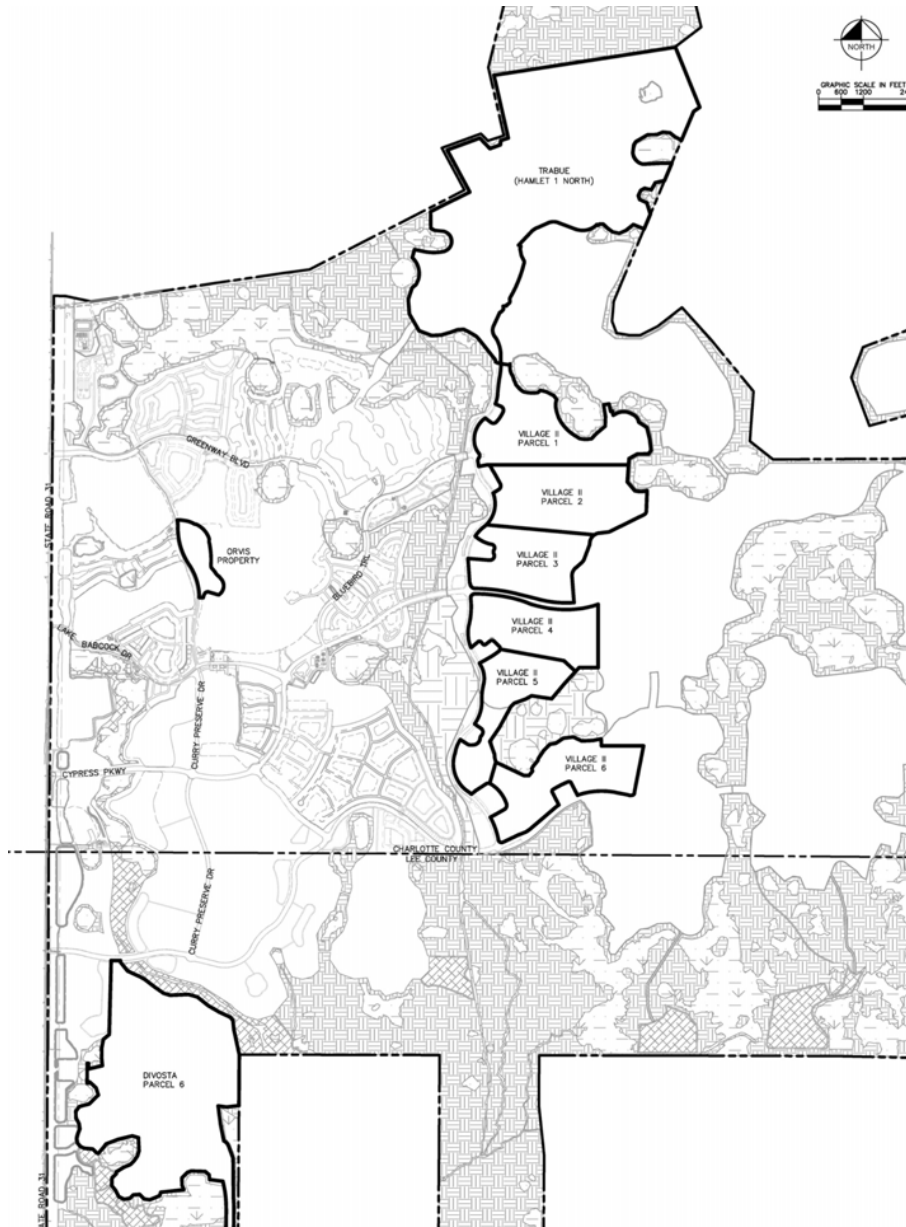 NORTH
GRAPHIC SCALE IN FEET
0 600 1200 24
TRABUE
(HAMLET 1 NORTH)
VILLAGE II
PARCEL 1
GREENWAY BLVD
VILLAGE II
PARCEL 2
STATE ROAD 31
ORVIS
PROPERTY
VILLAGE II
PARCEL 3
BLUEBIRD TRL
VILLAGE III
PARCEL 4
LAKE BABCOCK DR
VILLAGE II
PARCEL 5
CURRY PRESERVE DR
VILLAGE III
PARCEL 6
CYPRESS PKWY
CHARLOTTE COUNTY
LEE COUNTY
CURRY PRESERVE DR
DIVOSTA
PARCEL 6
ATE ROAD 31